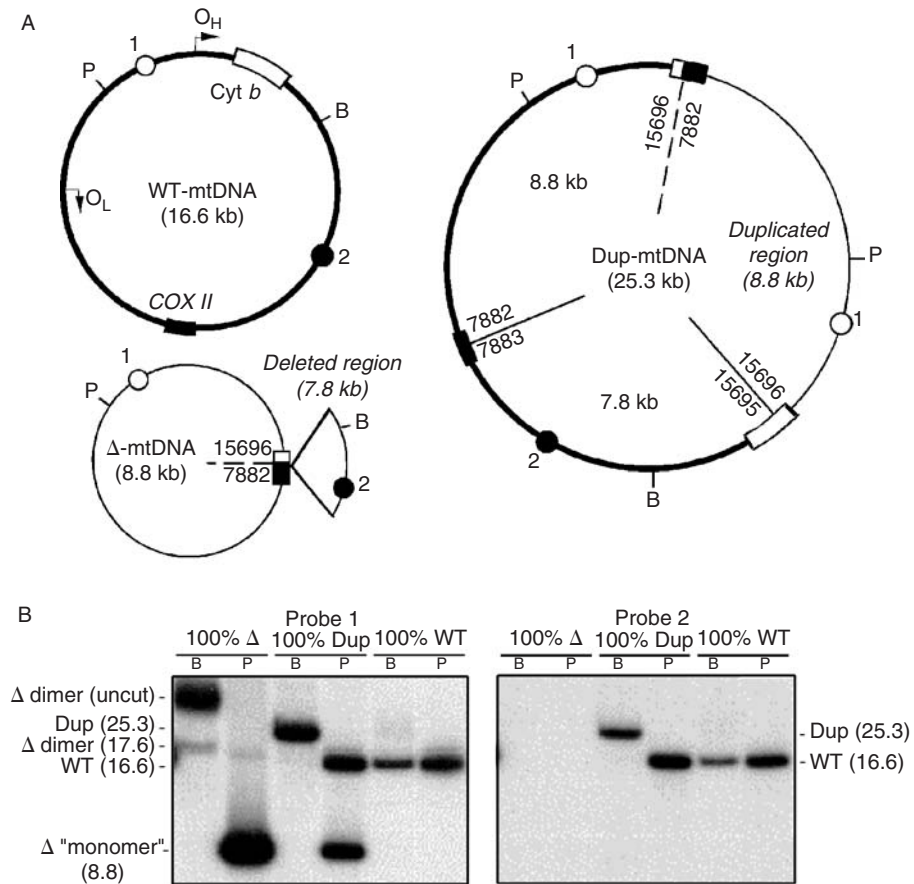 A
O_H
1
P
Cyt b
B
O_L
WT-mtDNA
(16.6 kb)
2
COX II
1
P
Deleted region
(7.8 kb)
B
Δ-mtDNA
(8.8 kb)
15696
7882
2
1
P
15696
7882
8.8 kb
Duplicated
region
(8.8 kb)
Dup-mtDNA
(25.3 kb)
P
7882
7883
1
15696
15695
7.8 kb
2
B
B
Probe 1
100% Δ 100% Dup 100% WT
B P B P B P
Δ dimer (uncut)
Dup (25.3)
Δ dimer (17.6)
WT (16.6)
Δ "monomer"
(8.8)
Probe 2
100% Δ 100% Dup 100% WT
B P B P B P
Dup (25.3)
WT (16.6)